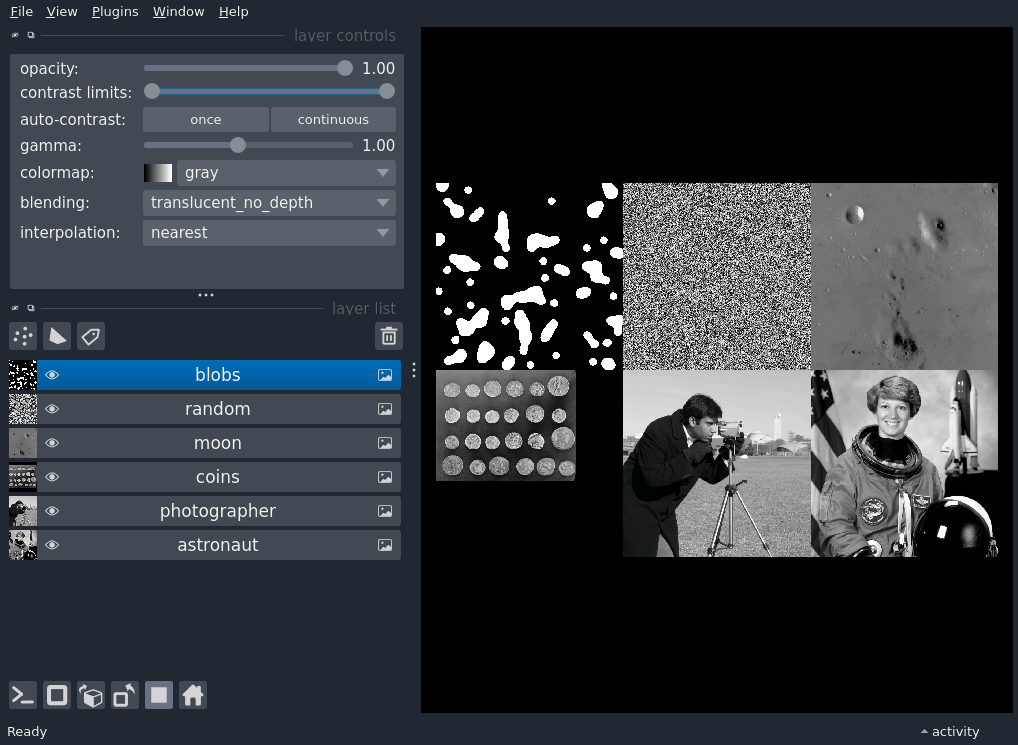 File View Plugins Window Help
layer controls
opacity: 1.00
contrast limits:
auto-contrast: once continuous
gamma: 1.00
colormap: gray
blending: translucent_no_depth
interpolation: nearest
layer list
blobs
random
moon
coins
photographer
astronaut
Ready activity